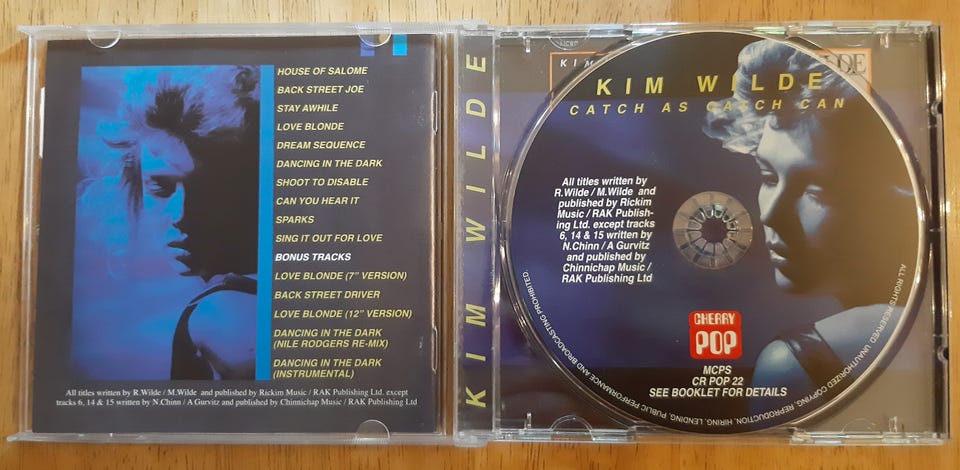 HOUSE OF SALOME
BACK STREET JOE
STAY AWHILE
LOVE BLONDE
DREAM SEQUENCE
DANCING IN THE DARK
SHOOT TO DISABLE
CAN YOU HEAR IT
SPARKS
SING IT OUT FOR LOVE
BONUS TRACKS
LOVE BLONDE (7" VERSION)
BACK STREET DRIVER
LOVE BLONDE (12" VERSION)
DANCING IN THE DARK
(NILE RODGERS RE-MIX)
DANCING IN THE DARK
(INSTRUMENTAL)
All titles written by R.Wilde / M.Wilde and published by Rickim Music / RAK Publishing Ltd. except
tracks 6, 14 & 15 written by N.Chinn / A Gurvitz and published by Chinnichap Music / RAK Publishing Ltd
KIM WILDE
KIM WILDE
CATCH AS CATCH CAN
All titles written by
R.Wilde / M.Wilde and
published by Rickim
Music / RAK Publish-
ing Ltd. except tracks
6, 14 & 15 written by
N.Chinn / A Gurvitz
and published by
Chinnichap Music /
RAK Publishing Ltd
CHERRY
POP
MCPS
CR POP 22
SEE BOOKLET FOR DETAILS
ALL RIGHTS RESERVED. UNAUTHORIZED COPYING, REPRODUCTION, HIRING, LENDING, PUBLIC PERFORMANCE AND BROADCASTING PROHIBITED.